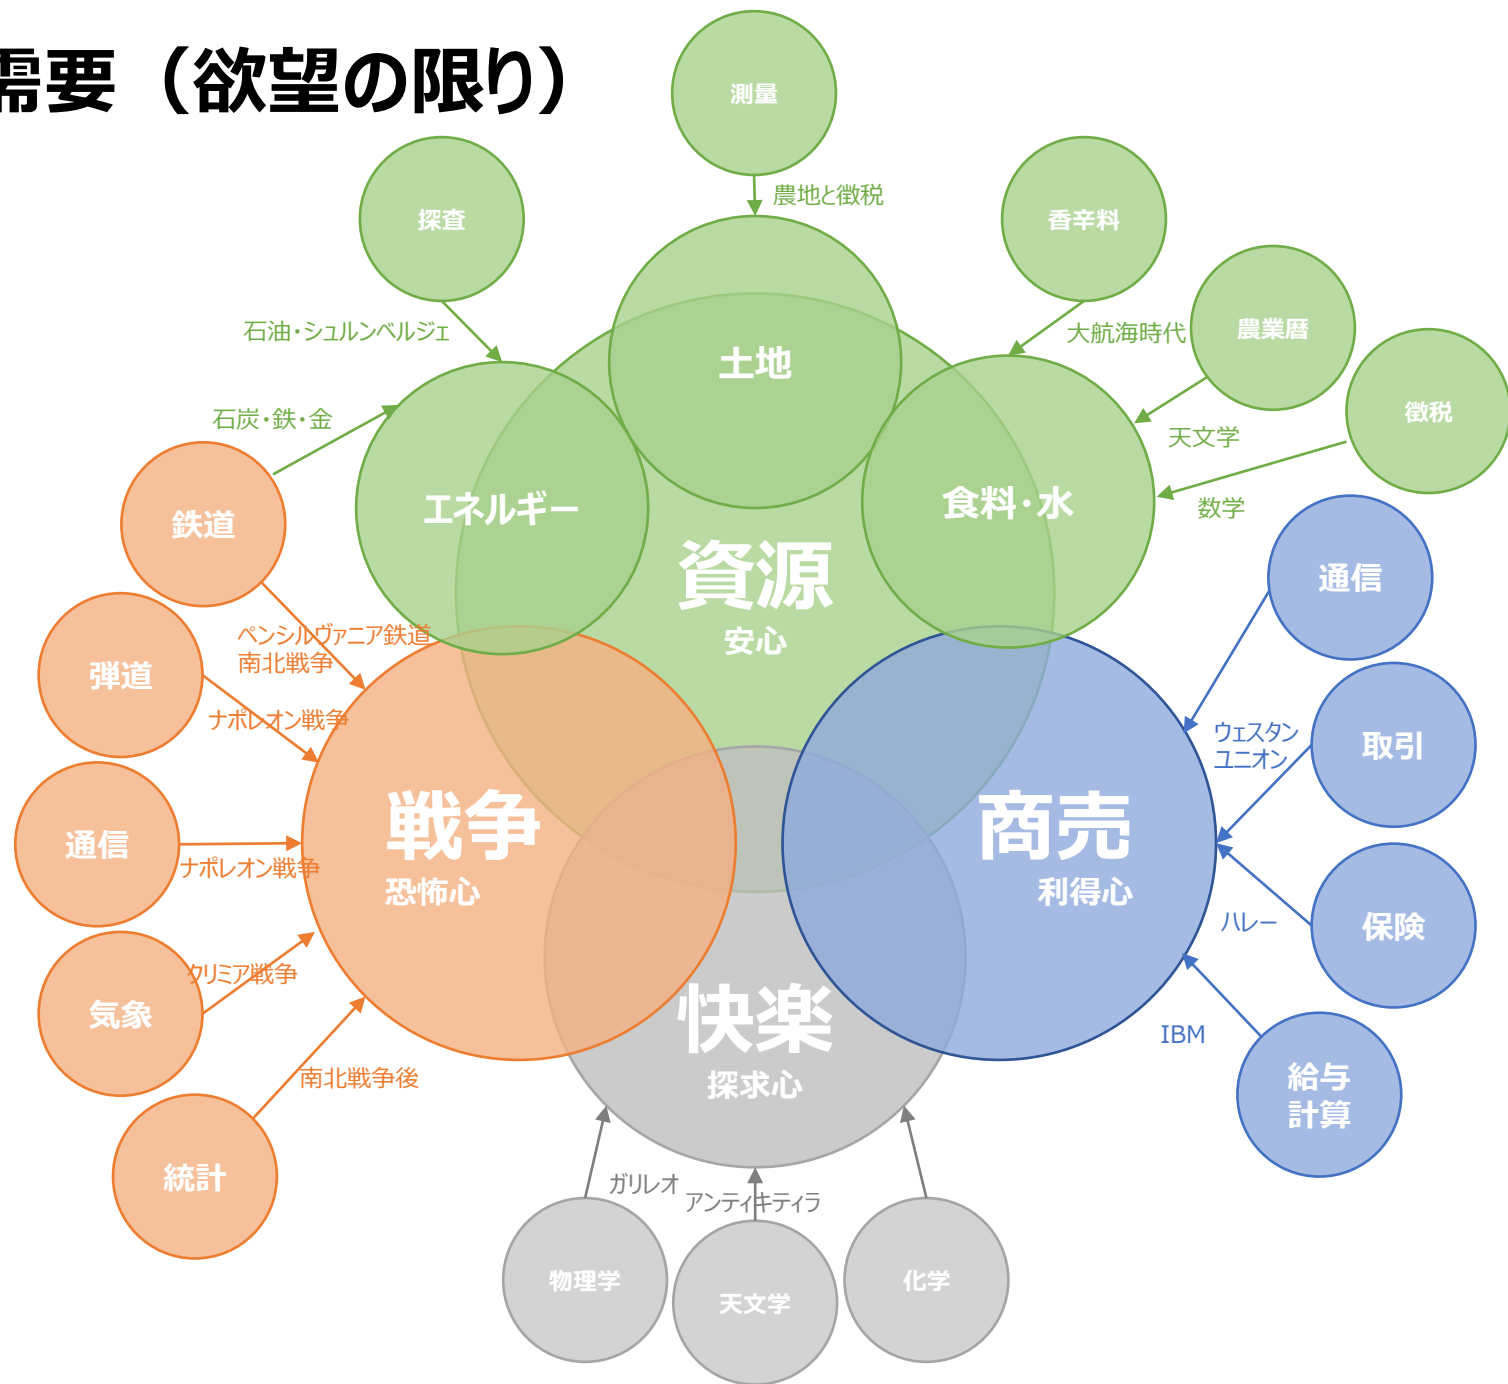 需要（欲望の限り）
測量
農地と徴税
探査
香辛料
石油・シュルンベルジェ
大航海時代
農業暦
土地
徴税
石炭・鉄・金
天文学
エネルギー
食料・水
数学
鉄道
資源
安心
通信
ペンシルヴァニア鉄道
南北戦争
弾道
ナポレオン戦争
ウェスタン
ユニオン
取引
戦争
恐怖心
商売
利得心
通信
ナポレオン戦争
ハレー
保険
気象
クリミア戦争
快楽
探求心
IBM
給与
計算
南北戦争後
統計
ガリレオ
アンティキティラ
物理学
天文学
化学